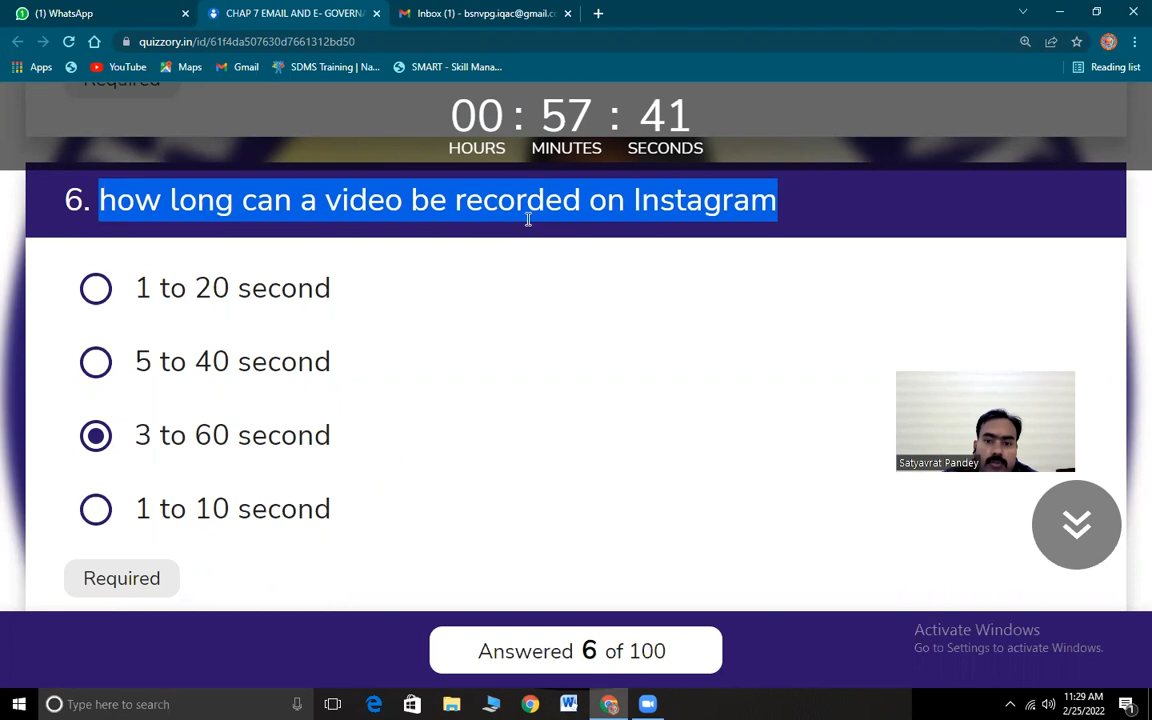 (1) WhatsApp
CHAP 7 EMAIL AND E- GOVERNA
Inbox (1) - bsnvpg.iqac@gmail.co
quizzory.in/id/61f4da507630d7661312bd50
Apps
YouTube
Maps
Gmail
SDMS Training | Na...
SMART - Skill Mana...
Reading list
Required
00 : 57 : 41
HOURS MINUTES SECONDS
6. how long can a video be recorded on Instagram
1 to 20 second
5 to 40 second
3 to 60 second
1 to 10 second
Satyavrat Pandey
Required
Answered 6 of 100
Activate Windows
Go to Settings to activate Windows.
Type here to search
11:29 AM
2/25/2022
1